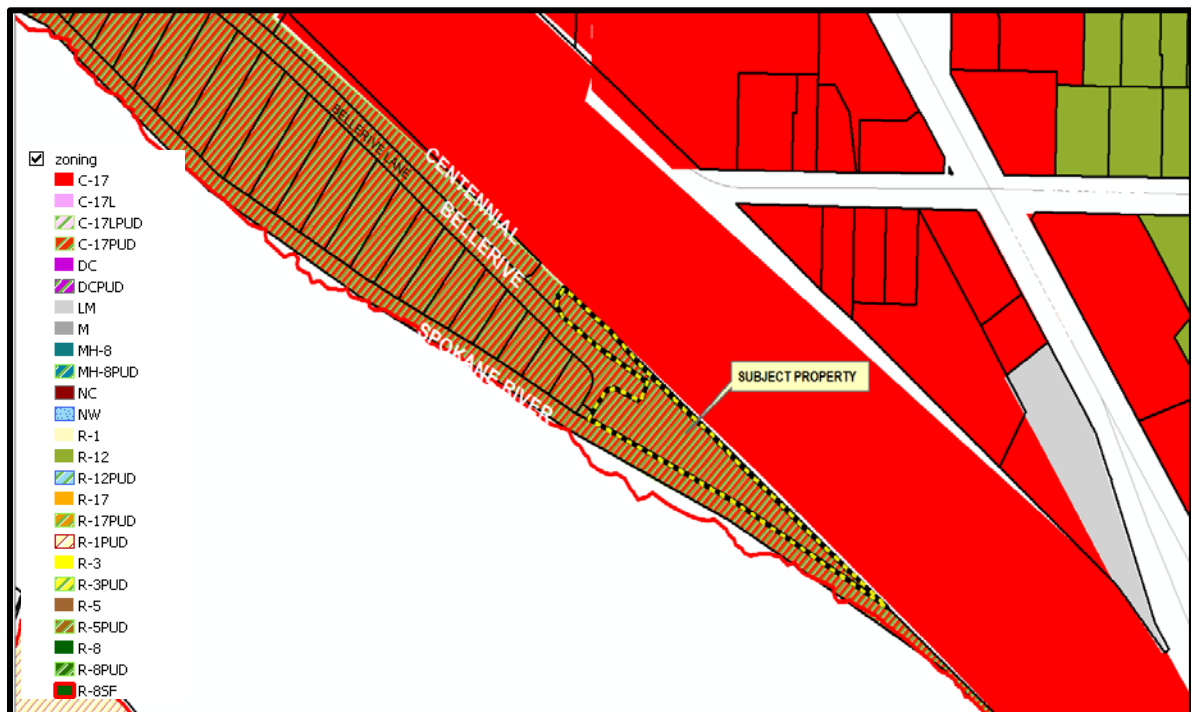 zoning
C-17
C-17L
C-17LPUD
C-17PUD
DC
DCPUD
LM
M
MH-8
MH-8PUD
NC
NW
R-1
R-12
R-12PUD
R-17
R-17PUD
R-1PUD
R-3
R-3PUD
R-5
R-5PUD
R-8
R-8PUD
R-8SF
BELLERIVE LANE
CENTENNIAL
BELLERIVE
SPOKANE RIVER
SUBJECT PROPERTY